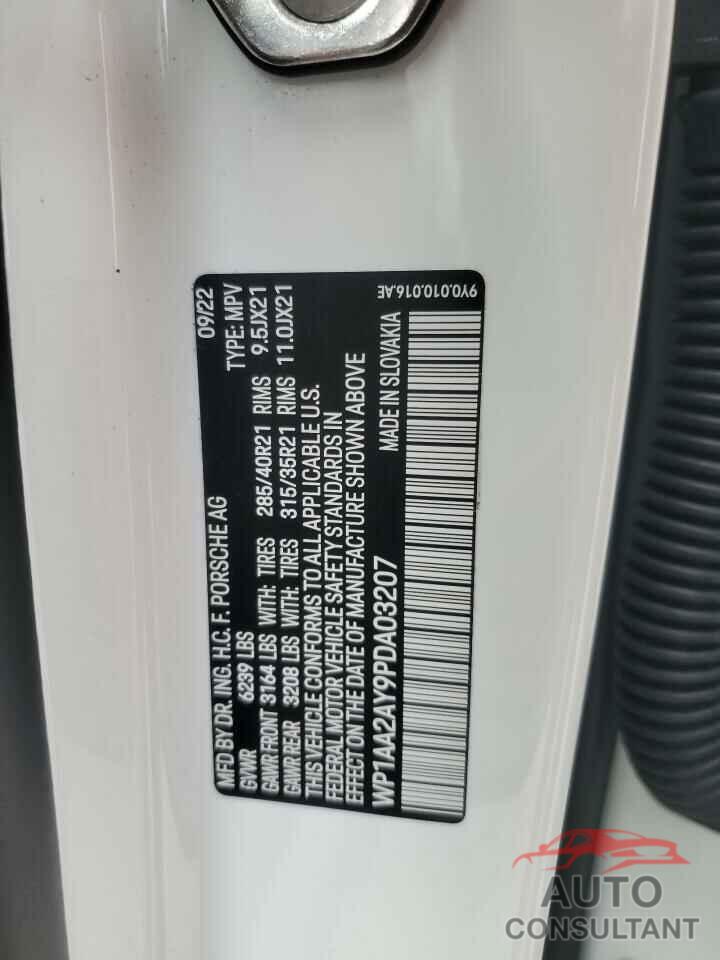 MFD BY DR. ING. H.C. F. PORSCHE AG 09/22
GVWR 6239 LBS TYPE: MPV
GAWR FRONT 3164 LBS WITH: TIRES 285/40R21 RIMS 9.5JX21
GAWR REAR 3208 LBS WITH: TIRES 315/35R21 RIMS 11.0JX21
THIS VEHICLE CONFORMS TO ALL APPLICABLE U.S.
FEDERAL MOTOR VEHICLE SAFETY STANDARDS IN
EFFECT ON THE DATE OF MANUFACTURE SHOWN ABOVE
WP1AA2AY9PDA03207 MADE IN SLOVAKIA
9Y0.010.016.AE
AUTO
CONSULTANT